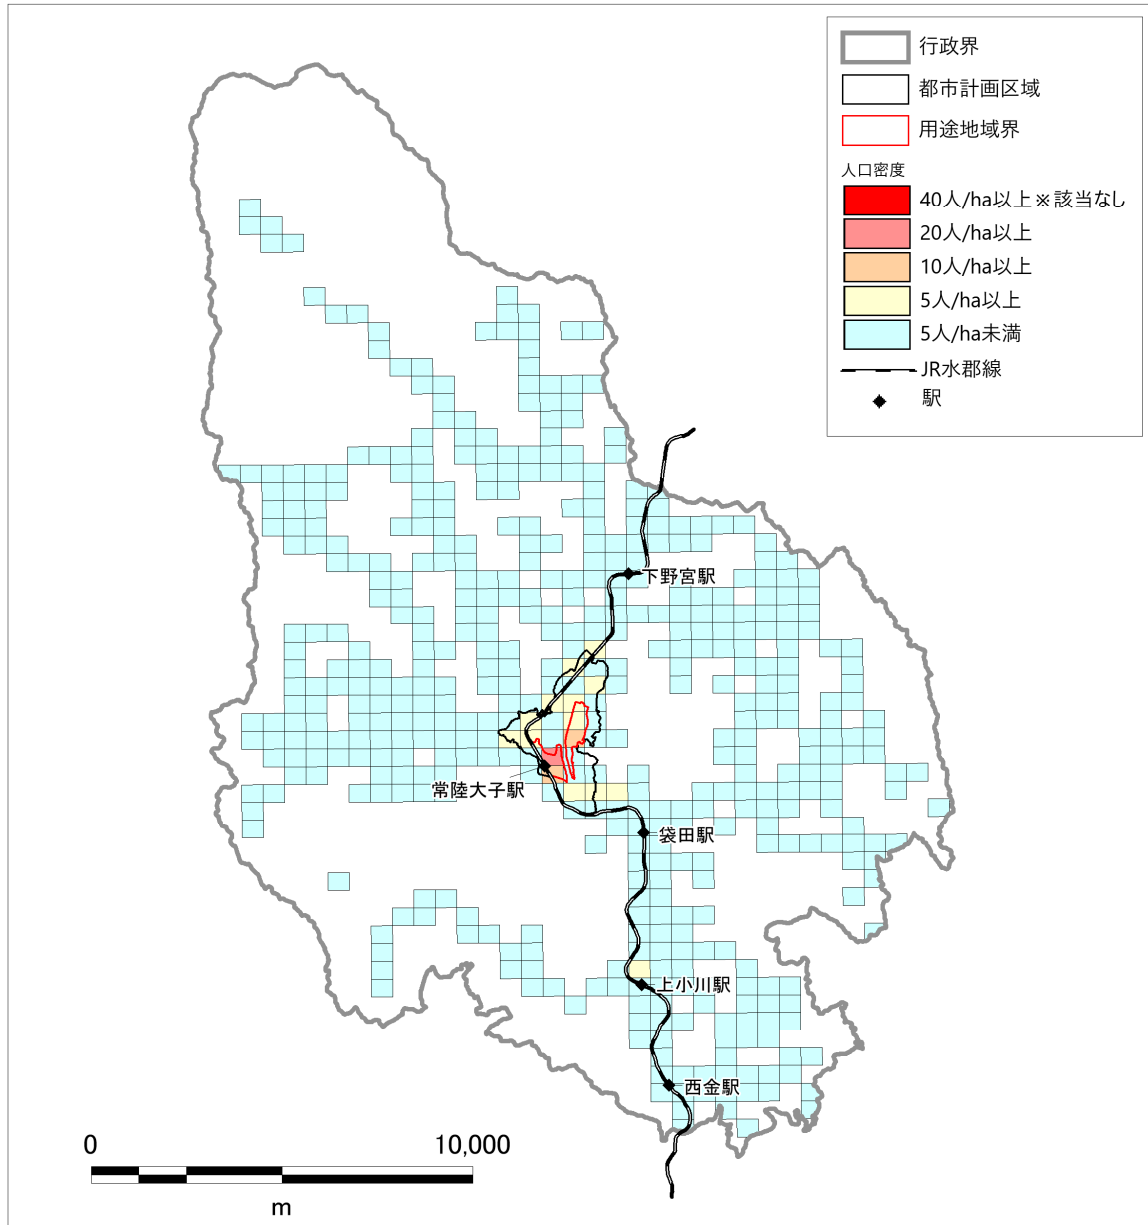 行政界
都市計画区域
用途地域界
人口密度
40人/ha以上※該当なし
20人/ha以上
10人/ha以上
5人/ha以上
5人/ha未満
JR水郡線
駅
下野宮駅
常陸大子駅
袋田駅
上小川駅
西金駅
0
10,000
m